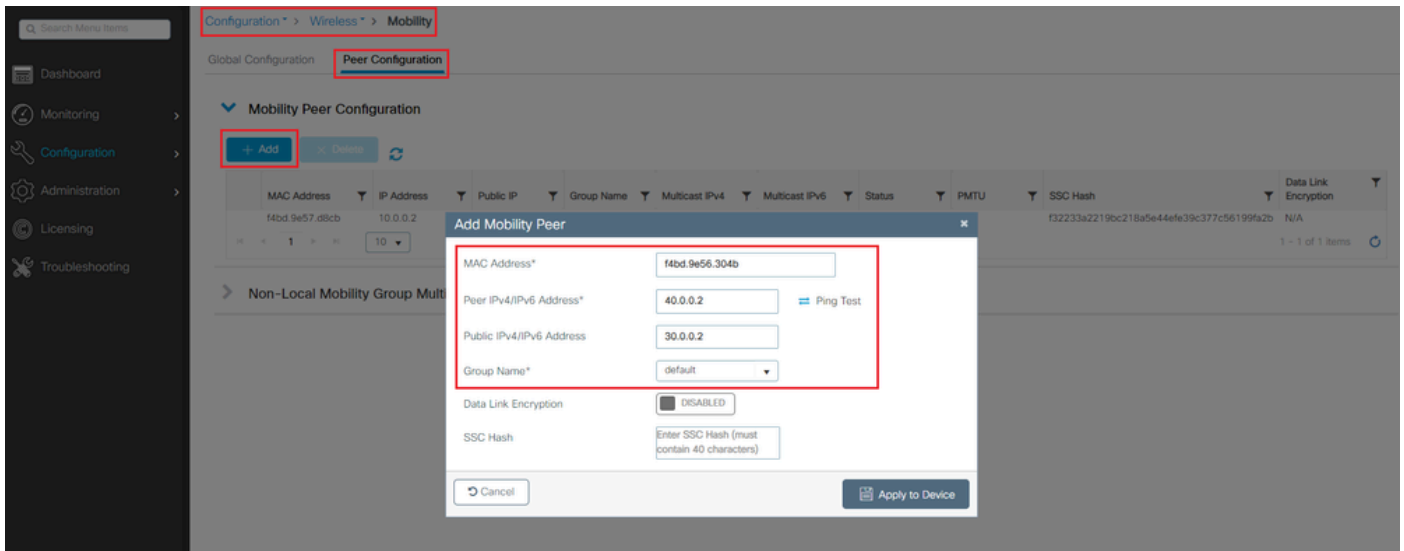 Search Menu Items
Dashboard
Monitoring
Configuration
Administration
Licensing
Troubleshooting
Configuration > Wireless > Mobility
Global Configuration Peer Configuration
Mobility Peer Configuration
+ Add × Delete
MAC Address IP Address Public IP Group Name Multicast IPv4 Multicast IPv6 Status PMTU SSC Hash Data Link Encryption
f4bd.9e57.d8cb 10.0.0.2 f32233a2219bc218a5e44efe39c377c56199fa2b N/A
1 10 1 - 1 of 1 items
Non-Local Mobility Group Multi
Add Mobility Peer ×
MAC Address* f4bd.9e56.304b
Peer IPv4/IPv6 Address* 40.0.0.2 Ping Test
Public IPv4/IPv6 Address 30.0.0.2
Group Name* default
Data Link Encryption DISABLED
SSC Hash Enter SSC Hash (must
contain 40 characters)
Cancel Apply to Device